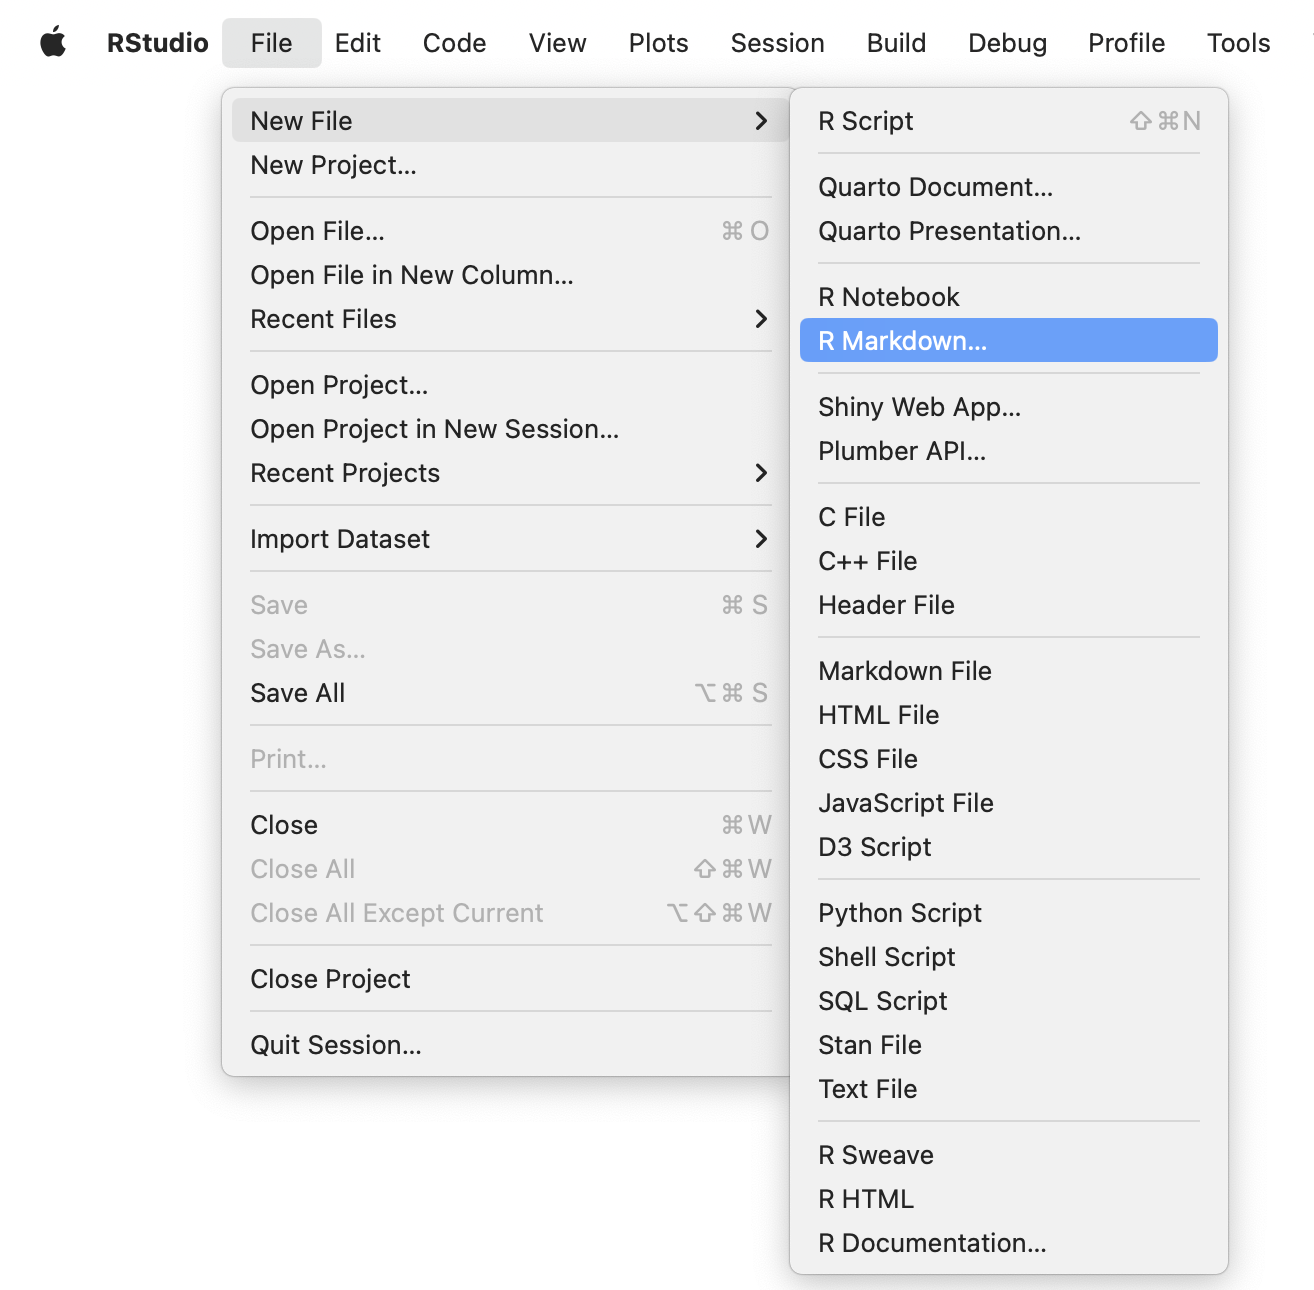 RStudio File Edit Code View Plots Session Build Debug Profile Tools
New File
New Project...
Open File... ⌘ O
Open File in New Column...
Recent Files
Open Project...
Open Project in New Session...
Recent Projects
Import Dataset
Save ⌘ S
Save As...
Save All ⌥⌘ S
Print...
Close ⌘W
Close All ⇧⌘W
Close All Except Current ⌥⇧⌘W
Close Project
Quit Session...
R Script ⇧⌘N
Quarto Document...
Quarto Presentation...
R Notebook
R Markdown...
Shiny Web App...
Plumber API...
C File
C++ File
Header File
Markdown File
HTML File
CSS File
JavaScript File
D3 Script
Python Script
Shell Script
SQL Script
Stan File
Text File
R Sweave
R HTML
R Documentation...